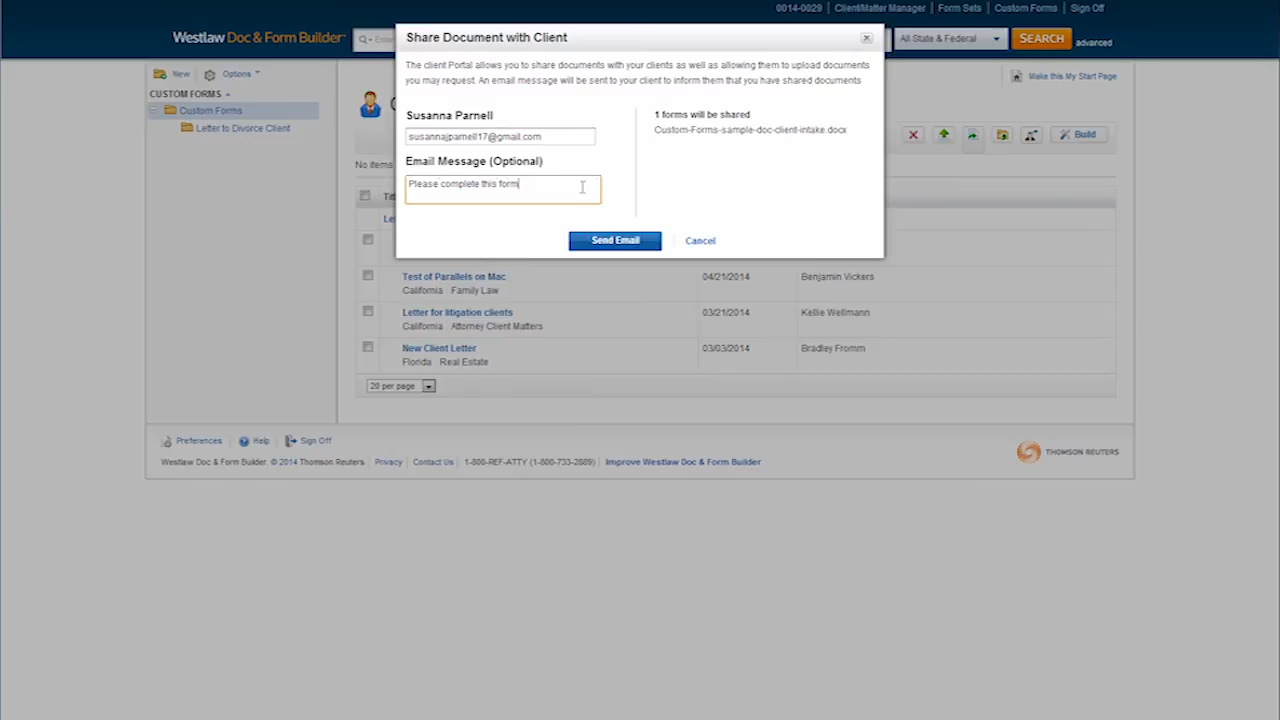 0014-0029 Client/Matter Manager Form Sets Custom Forms Sign Off
Westlaw Doc & Form Builder
All State & Federal SEARCH advanced
Share Document with Client
The client Portal allows you to share documents with your clients as well as allowing them to upload documents
you may request. An email message will be sent to your client to inform them that you have shared documents
Susanna Parnell
susannajparnell17@gmail.com
Email Message (Optional)
Please complete this form
1 forms will be shared
Custom-Forms-sample-doc-client-intake.docx
Send Email Cancel
New Options
CUSTOM FORMS
Custom Forms
Letter to Divorce Client
Make this My Start Page
Build
No items
Test of Parallels on Mac 04/21/2014 Benjamin Vickers
California Family Law
Letter for litigation clients 03/21/2014 Kellie Wellmann
California Attorney Client Matters
New Client Letter 03/03/2014 Bradley Fromm
Florida Real Estate
20 per page
Preferences Help Sign Off
Westlaw Doc & Form Builder. © 2014 Thomson Reuters Privacy Contact Us 1-800-REF-ATTY (1-800-733-2889) Improve Westlaw Doc & Form Builder
THOMSON REUTERS